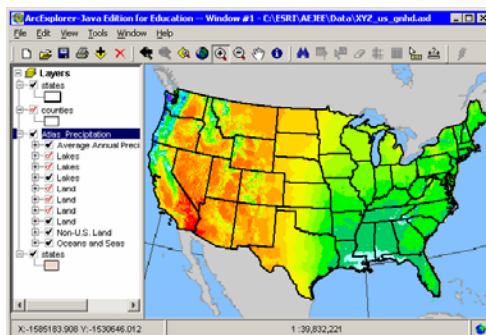 ArcExplorer-Java Edition for Education -- Window #1 - C:\ESRI\AEJEE\Data\XYZ_us_gnhd.axl
File Edit View Tools Window Help
Layers
states
counties
Atlas_Precipitation
Average Annual Preci
Lakes
Lakes
Lakes
Land
Land
Land
Land
Non-U.S. Land
Oceans and Seas
states
X:-1585183.908 Y:-1530646.012
1 :39,832,221